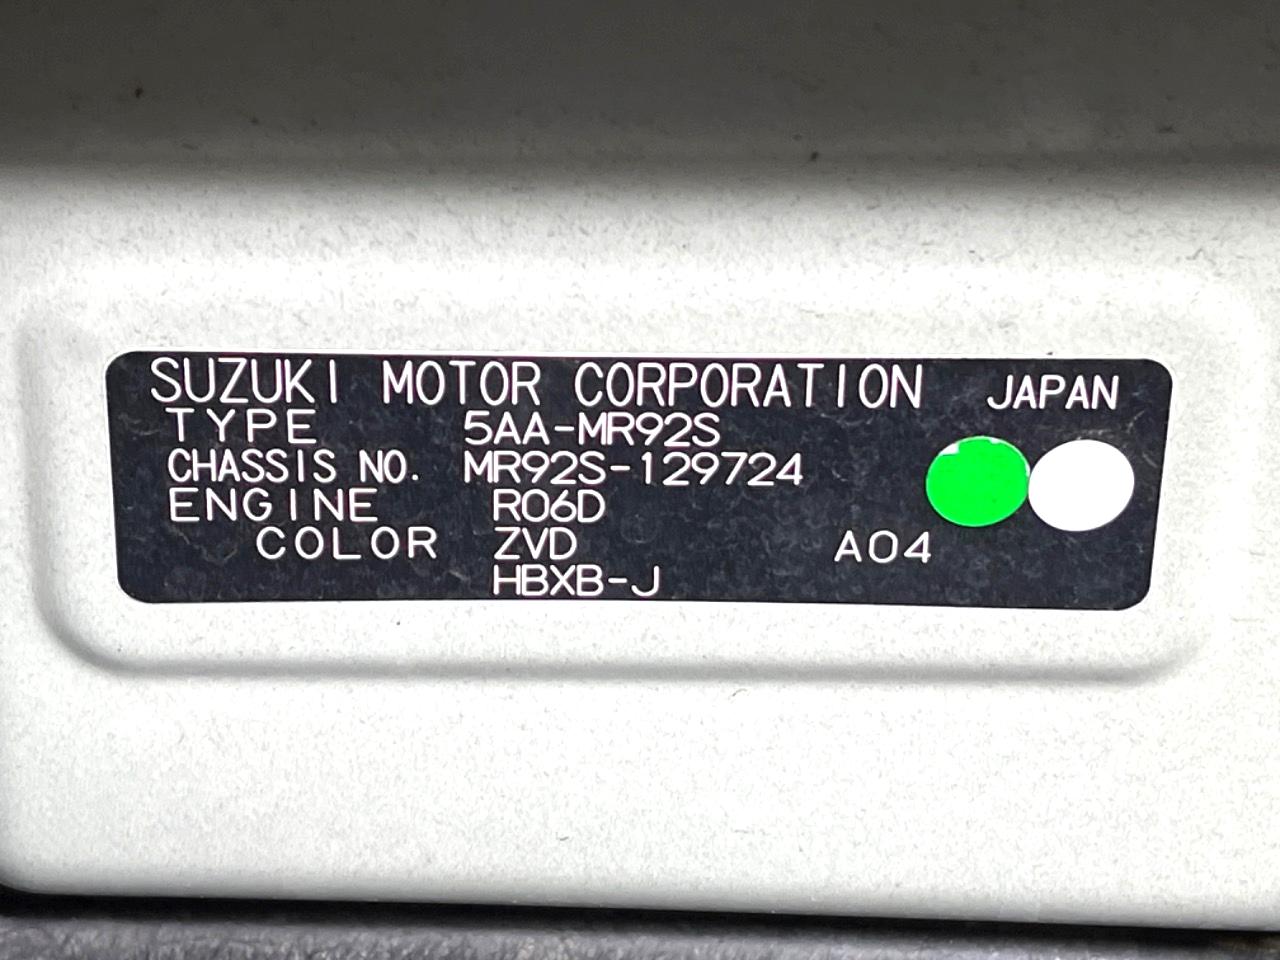 SUZUKI MOTOR CORPORATION JAPAN
TYPE 5AA-MR92S
CHASSIS NO. MR92S-129724
ENGINE R06D
COLOR ZVD A04
HBXB-J